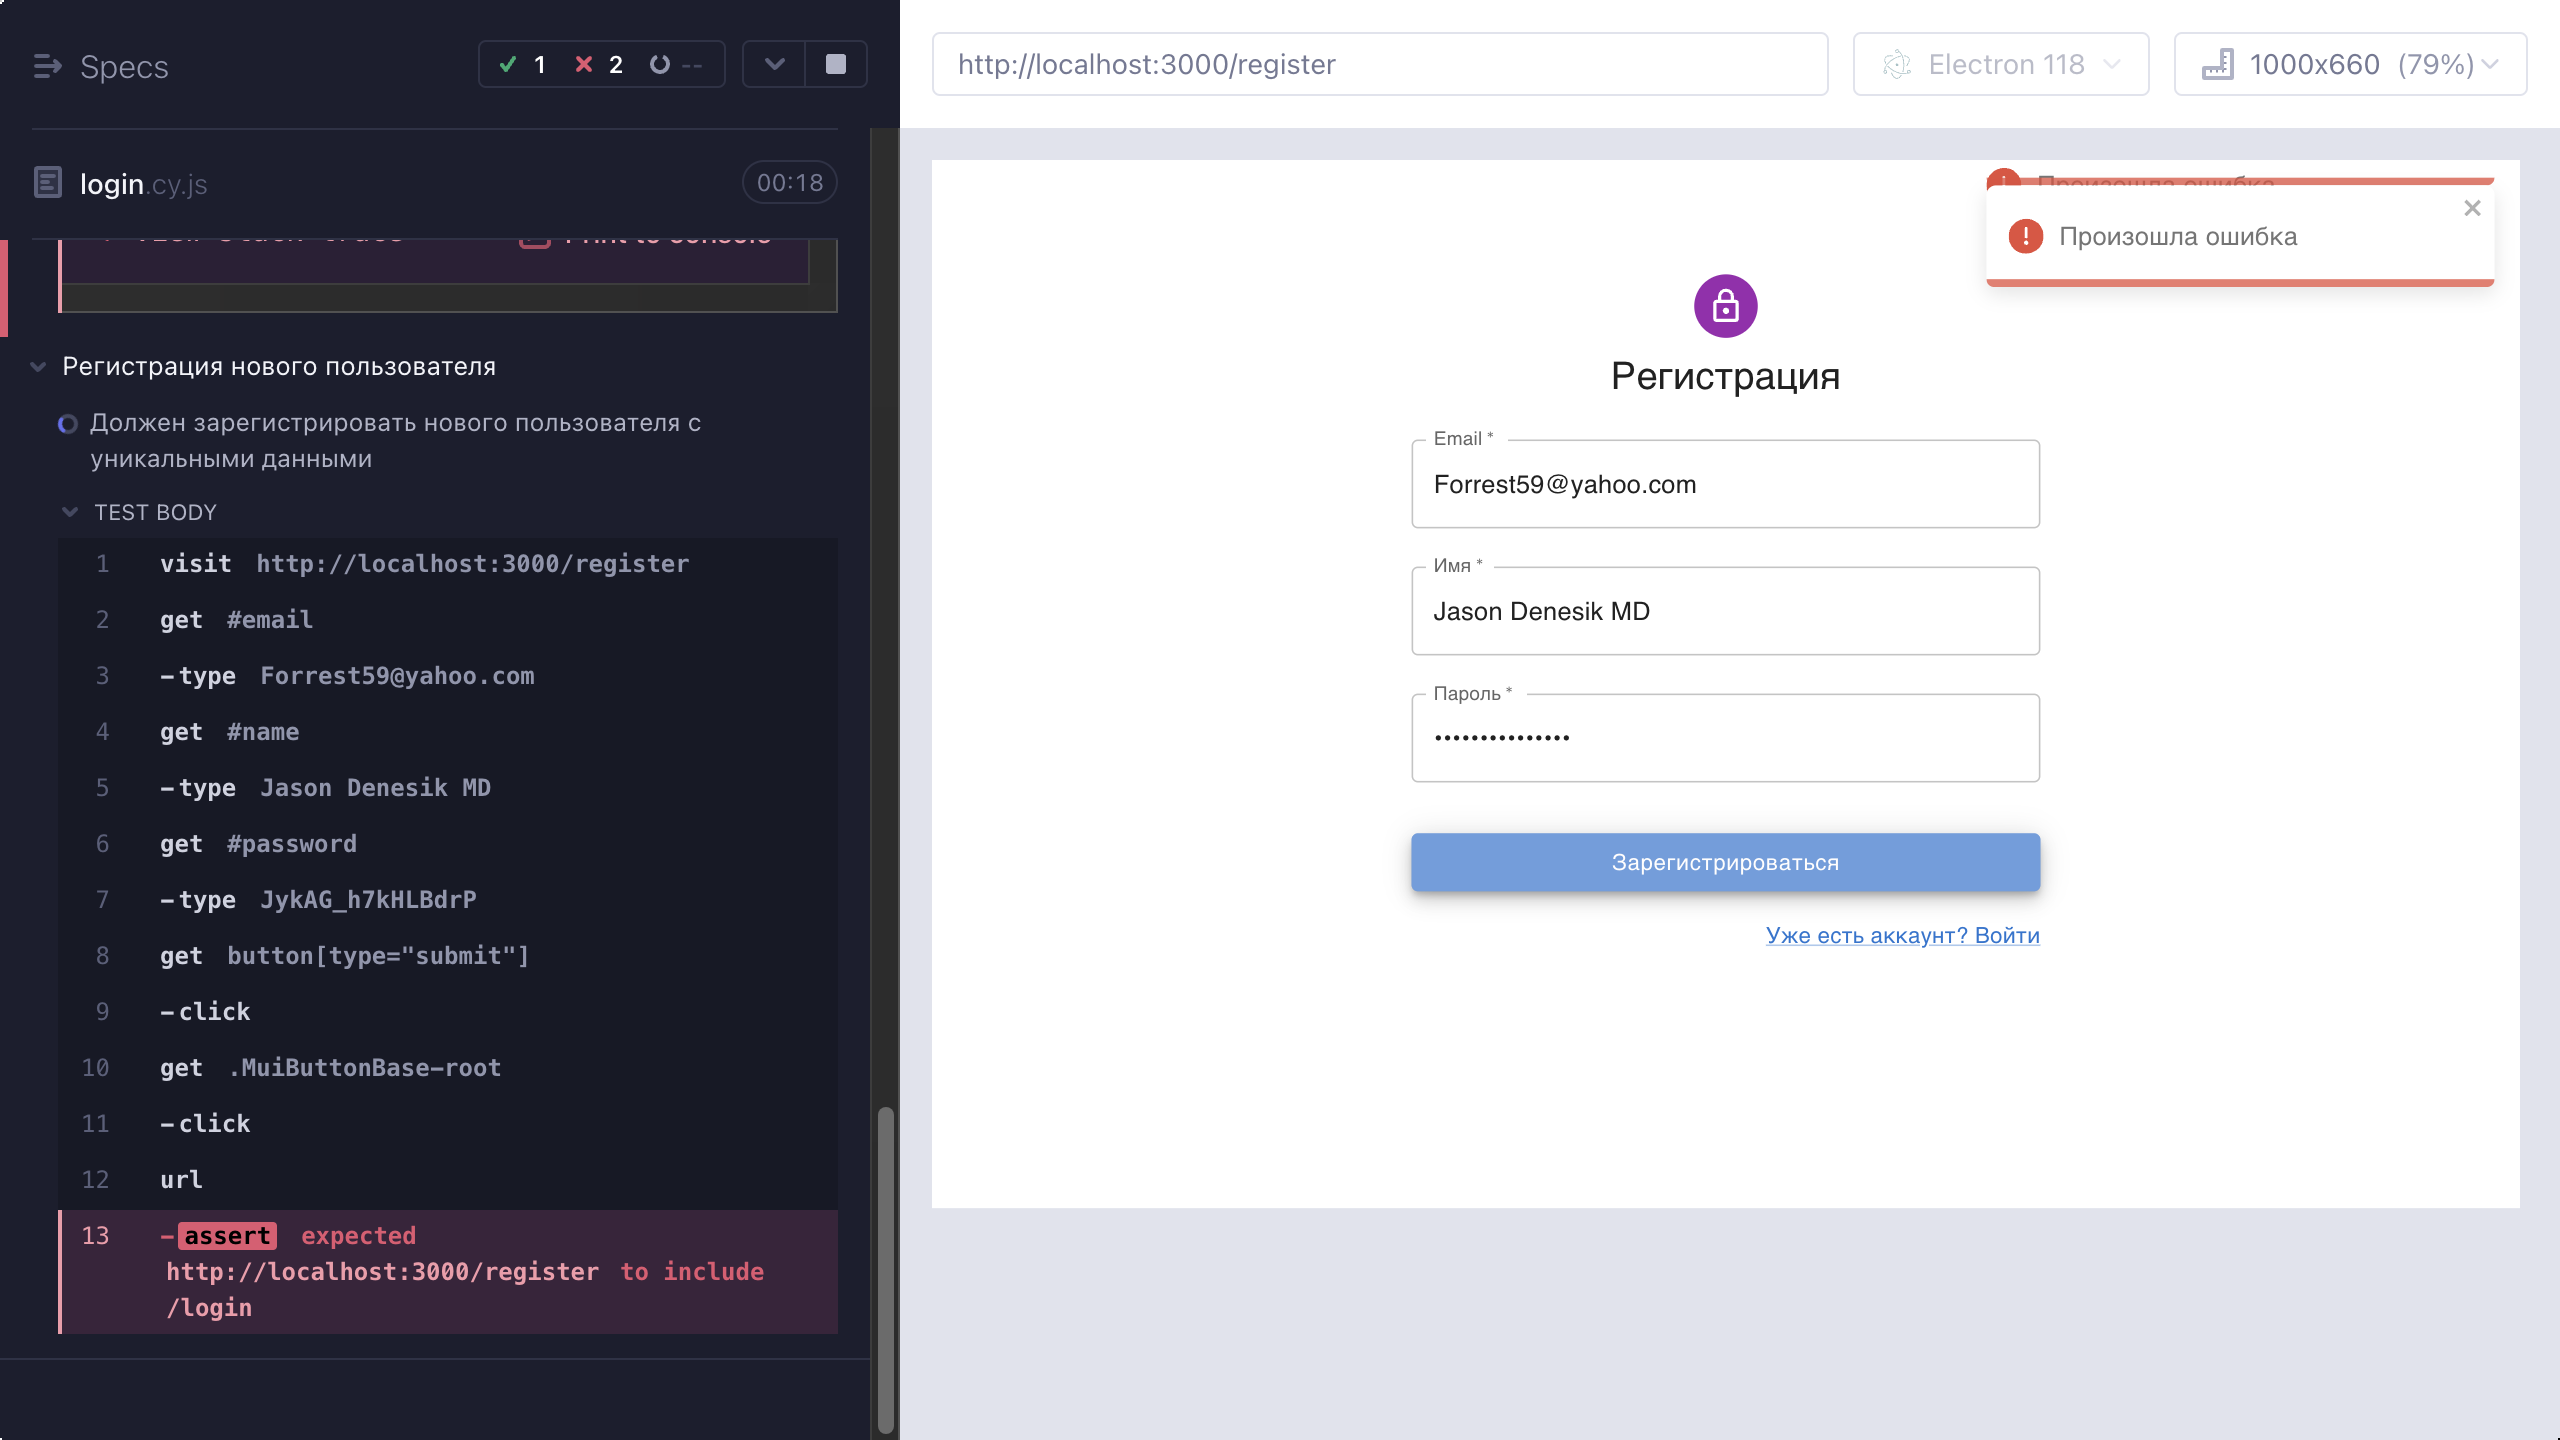 Specs
1
2
--
login.cy.js
00:18
Регистрация нового пользователя
Должен зарегистрировать нового пользователя с
уникальными данными
TEST BODY
1 visit http://localhost:3000/register
2 get #email
3 -type Forrest59@yahoo.com
4 get #name
5 -type Jason Denesik MD
6 get #password
7 -type JykAG_h7kHLBdrP
8 get button[type="submit"]
9 -click
10 get .MuiButtonBase-root
11 -click
12 url
13 -assert expected
http://localhost:3000/register to include
/login
http://localhost:3000/register
Electron 118
1000x660 (79%)
Произошла ошибка
Произошла ошибка
Регистрация
Email *
Forrest59@yahoo.com
Имя *
Jason Denesik MD
Пароль *
•••••••••••••••
Зарегистрироваться
Уже есть аккаунт? Войти